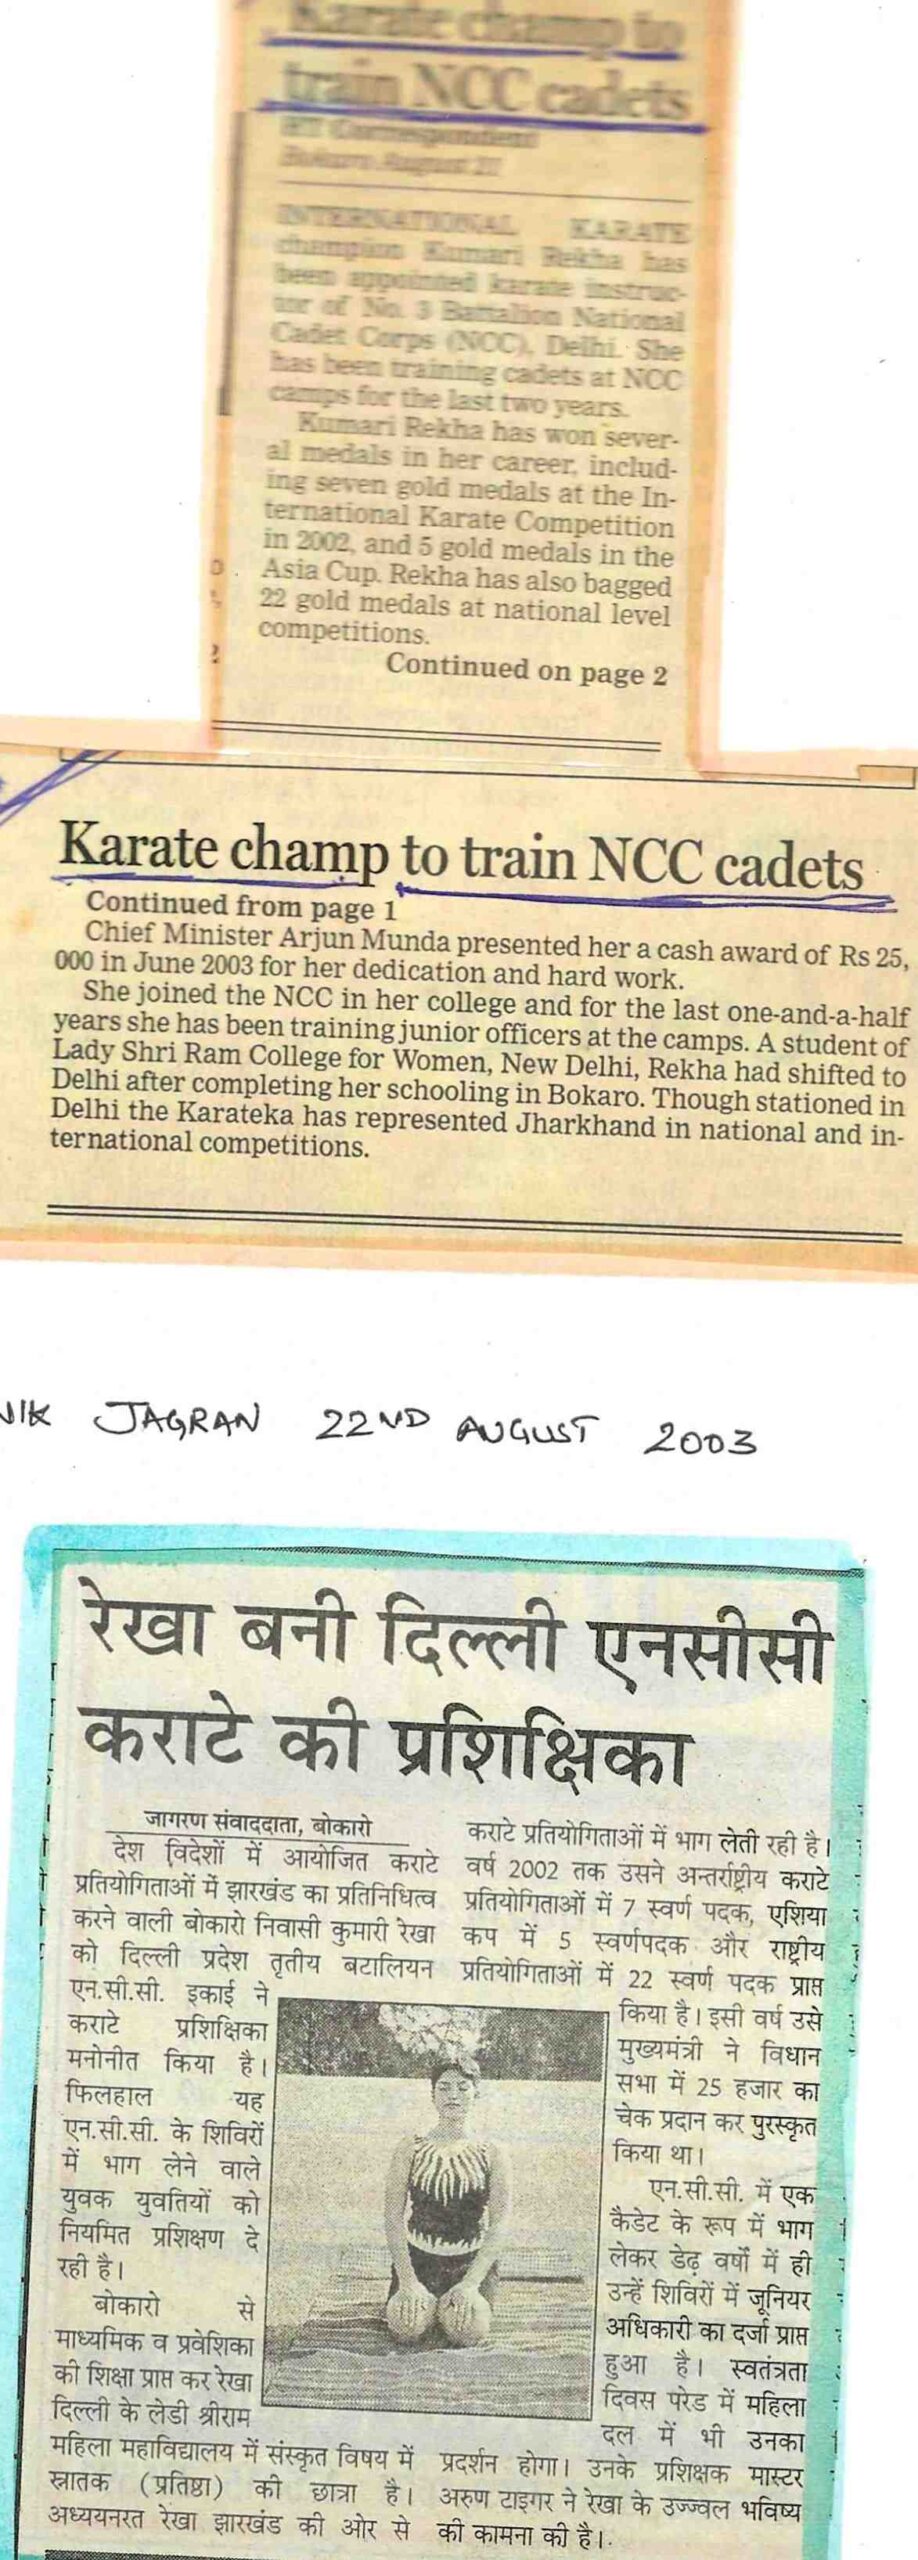 Karate champ to
train NCC cadets
HT Correspondent
Bokaro August 21
INTERNATIONAL KARATE
champion Kumari Rekha has
been appointed karate instruc-
tor of No. 3 Battalion National
Cadet Corps (NCC), Delhi. She
has been training cadets at NCC
camps for the last two years.
Kumari Rekha has won sever-
al medals in her career, includ-
ing seven gold medals at the In-
ternational Karate Competition
in 2002, and 5 gold medals in the
Asia Cup. Rekha has also bagged
22 gold medals at national level
competitions.
Continued on page 2
Karate champ to train NCC cadets
Continued from page 1
Chief Minister Arjun Munda presented her a cash award of Rs 25,
000 in June 2003 for her dedication and hard work.
She joined the NCC in her college and for the last one-and-a-half
years she has been training junior officers at the camps. A student of
Lady Shri Ram College for Women, New Delhi, Rekha had shifted to
Delhi after completing her schooling in Bokaro. Though stationed in
Delhi the Karateka has represented Jharkhand in national and in-
ternational competitions.
NIK JAGRAN 22ND AUGUST 2003
रेखा बनी दिल्ली एनसीसी
कराटे की प्रशिक्षिका
जागरण संवाददाता, बोकारो
देश विदेशों में आयोजित कराटे
प्रतियोगिताओं में झारखंड का प्रतिनिधित्व
करने वाली बोकारो निवासी कुमारी रेखा
को दिल्ली प्रदेश तृतीय बटालियन
एन.सी.सी. इकाई ने
कराटे प्रशिक्षिका
मनोनीत किया है।
फिलहाल यह
एन.सी.सी. के शिविरों
में भाग लेने वाले
युवक युवतियों को
नियमित प्रशिक्षण दे
रही है।
बोकारो से
माध्यमिक व प्रवेशिका
की शिक्षा प्राप्त कर रेखा
दिल्ली के लेडी श्रीराम
महिला महाविद्यालय में संस्कृत विषय में
स्नातक (प्रतिष्ठा) की छात्रा है।
अध्ययनरत रेखा झारखंड की ओर से
कराटे प्रतियोगिताओं में भाग लेती रही है।
वर्ष 2002 तक उसने अन्तर्राष्ट्रीय कराटे
प्रतियोगिताओं में 7 स्वर्ण पदक, एशिया
कप में 5 स्वर्णपदक और राष्ट्रीय
प्रतियोगिताओं में 22 स्वर्ण पदक प्राप्त
किया है। इसी वर्ष उसे
मुख्यमंत्री ने विधान
सभा में 25 हजार का
चेक प्रदान कर पुरस्कृत
किया था।
एन.सी.सी. में एक
कैडेट के रूप में भाग
लेकर डेढ़ वर्षों में ही
उन्हें शिविरों में जूनियर
अधिकारी का दर्जा प्राप्त
हुआ है। स्वतंत्रता
दिवस परेड में महिला
दल में भी उनका
प्रदर्शन होगा। उनके प्रशिक्षक मास्टर
अरुण टाइगर ने रेखा के उज्ज्वल भविष्य
की कामना की है।